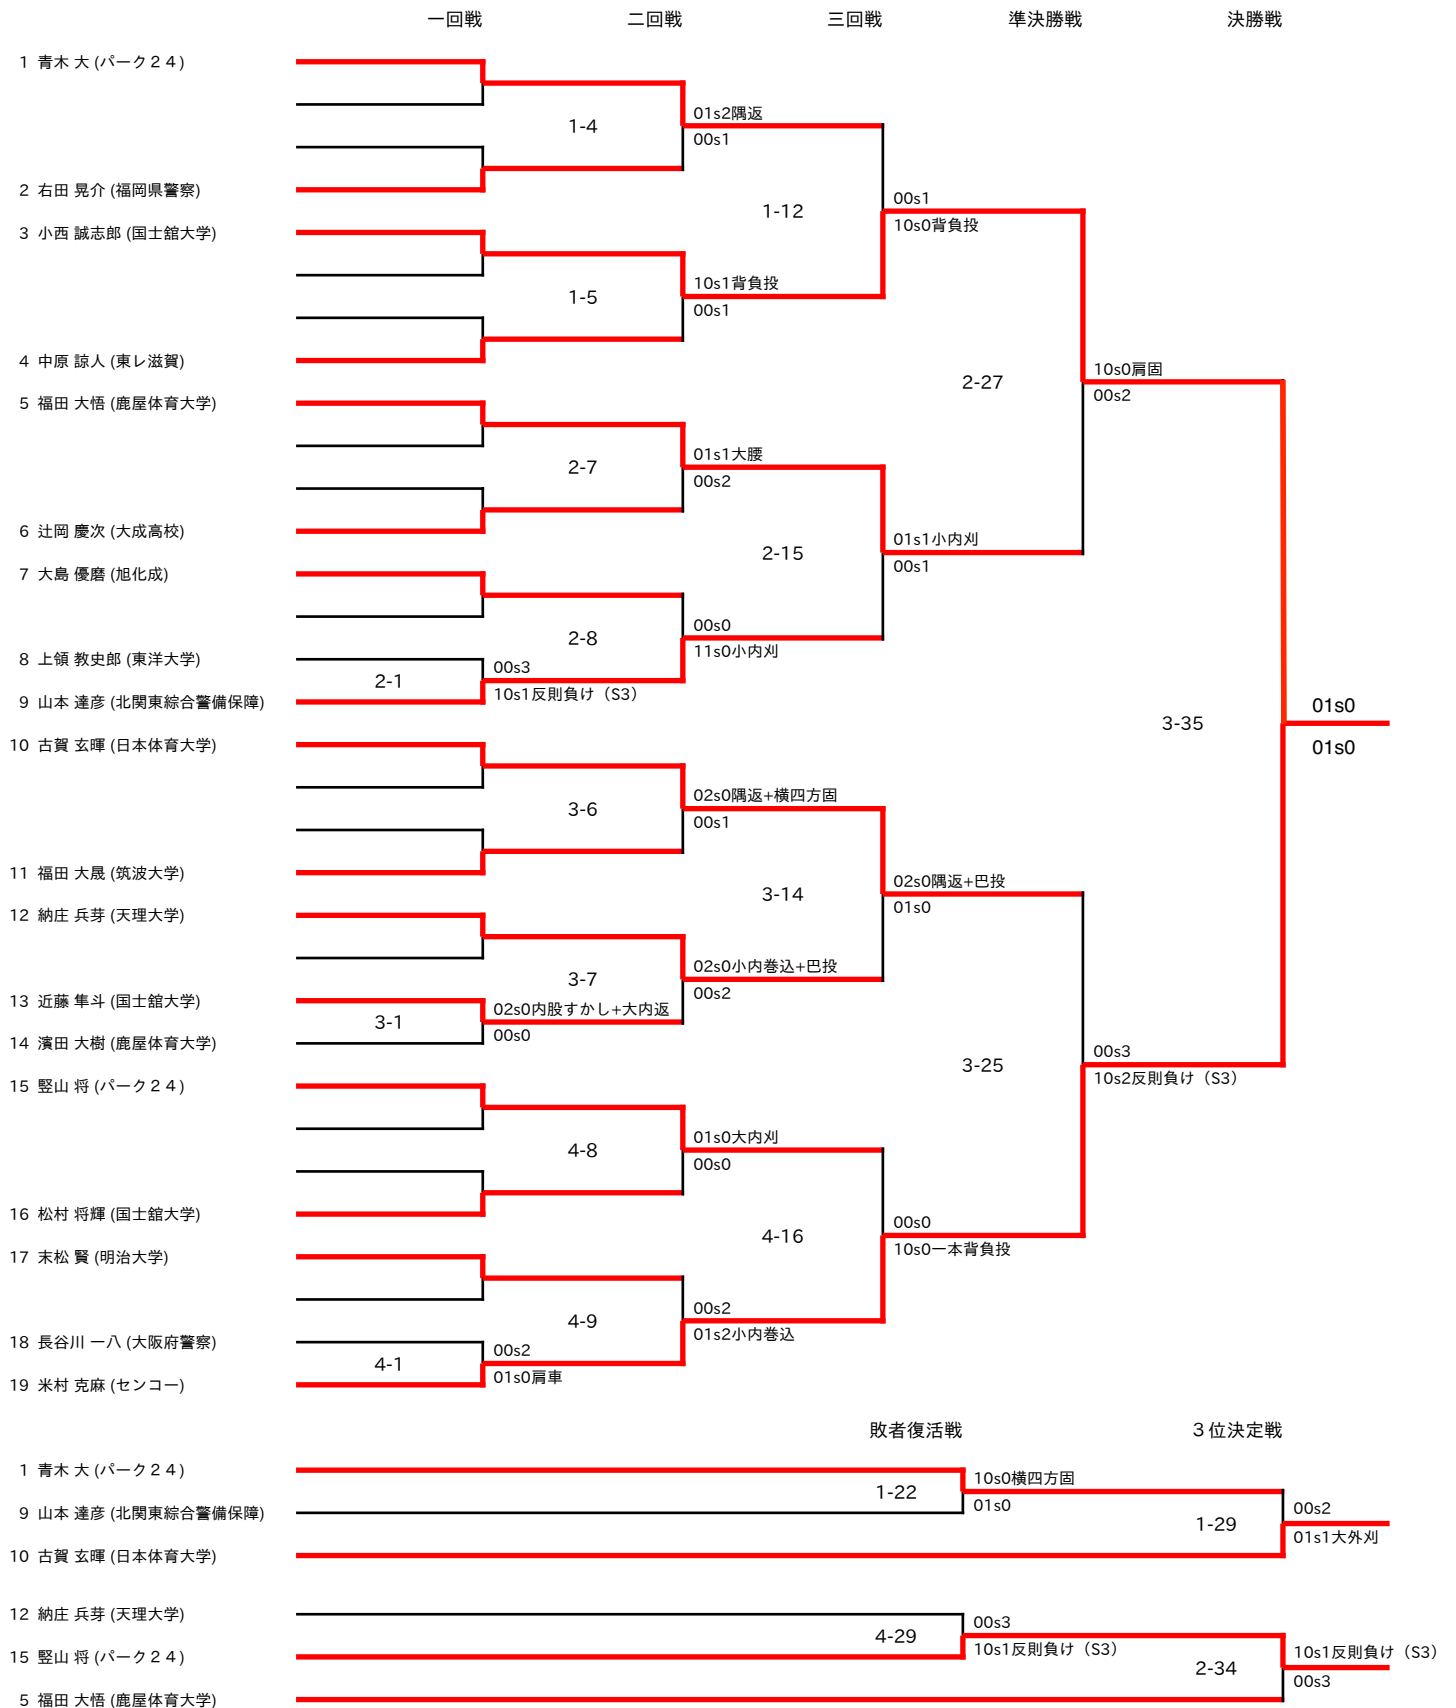 一回戦 二回戦 三回戦 準決勝戦 決勝戦
1 青木 大 (パーク２４)
01s2隅返
1-4
00s1
2 右田 晃介 (福岡県警察)
00s1
1-12
10s0背負投
3 小西 誠志郎 (国士舘大学)
10s1背負投
1-5
00s1
4 中原 諒人 (東レ滋賀)
10s0肩固
2-27
00s2
5 福田 大悟 (鹿屋体育大学)
01s1大腰
2-7
00s2
6 辻岡 慶次 (大成高校)
01s1小内刈
2-15
00s1
7 大島 優磨 (旭化成)
00s0
2-8
11s0小内刈
8 上領 教史郎 (東洋大学)
00s3
2-1
10s1反則負け（S3）
9 山本 達彦 (北関東綜合警備保障)
01s0
3-35
01s0
10 古賀 玄暉 (日本体育大学)
02s0隅返+横四方固
3-6
00s1
11 福田 大晟 (筑波大学)
02s0隅返+巴投
3-14
01s0
12 納庄 兵芽 (天理大学)
02s0小内巻込+巴投
3-7
00s2
13 近藤 隼斗 (国士舘大学)
02s0内股すかし+大内返
3-1
00s0
14 濱田 大樹 (鹿屋体育大学)
00s3
3-25
10s2反則負け（S3）
15 竪山 将 (パーク２４)
01s0大内刈
4-8
00s0
16 松村 将輝 (国士舘大学)
00s0
4-16
10s0一本背負投
17 末松 賢 (明治大学)
00s2
4-9
01s2小内巻込
18 長谷川 一八 (大阪府警察)
00s2
4-1
01s0肩車
19 米村 克麻 (センコー)
敗者復活戦 ３位決定戦
1 青木 大 (パーク２４)
10s0横四方固
1-22
01s0
9 山本 達彦 (北関東綜合警備保障)
00s2
1-29
01s1大外刈
10 古賀 玄暉 (日本体育大学)
12 納庄 兵芽 (天理大学)
00s3
4-29
10s1反則負け（S3）
15 竪山 将 (パーク２４)
10s1反則負け（S3）
2-34
00s3
5 福田 大悟 (鹿屋体育大学)